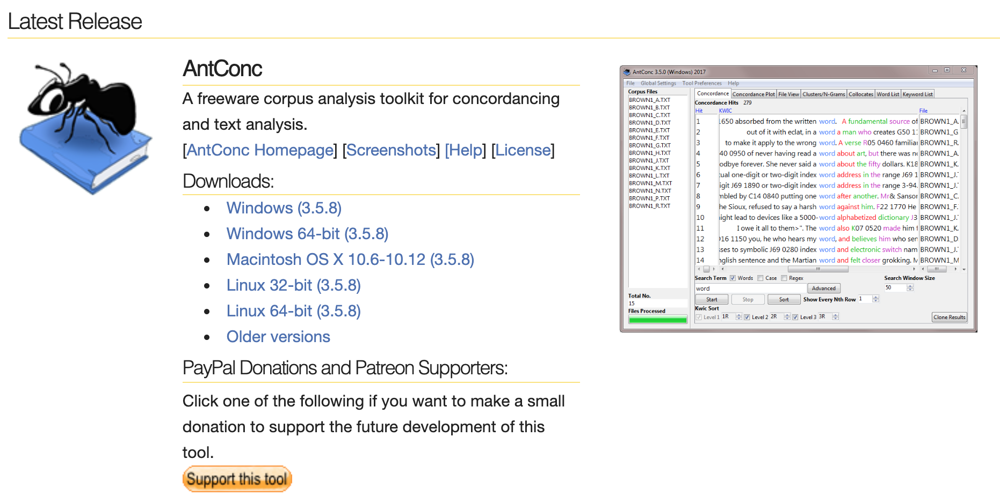 Latest Release
AntConc
A freeware corpus analysis toolkit for concordancing
and text analysis.
[AntConc Homepage] [Screenshots] [Help] [License]
Downloads:
Windows (3.5.8)
Windows 64-bit (3.5.8)
Macintosh OS X 10.6-10.12 (3.5.8)
Linux 32-bit (3.5.8)
Linux 64-bit (3.5.8)
Older versions
PayPal Donations and Patreon Supporters:
Click one of the following if you want to make a small
donation to support the future development of this
tool.
Support this tool
AntConc 3.5.0 (Windows) 2017
File Global Settings Tool Preferences Help
Corpus Files
BROWN1_A.TXT
BROWN1_B.TXT
BROWN1_C.TXT
BROWN1_D.TXT
BROWN1_E.TXT
BROWN1_F.TXT
BROWN1_G.TXT
BROWN1_H.TXT
BROWN1_J.TXT
BROWN1_K.TXT
BROWN1_L.TXT
BROWN1_M.TXT
BROWN1_N.TXT
BROWN1_P.TXT
BROWN1_R.TXT
Total No.
15
Files Processed
Concordance Concordance Plot File View Clusters/N-Grams Collocates Word List Keyword List
Concordance Hits 279
Hit KWIC File
1 1650 absorbed from the written word. A fundamental source of BROWN1_A.
2 out of it with eclat, in a word a man who creates G50 11 BROWN1_G
3 to make it apply to the wrong word. A verse R05 0460 familiar BROWN1_R.
4 40 0950 of never having read a word about art, but there was no BROWN1_A.
5 odbye forever. She never said a word about the fifty dollars. K18 BROWN1_K.
6 tual one-digit or two-digit index word address in the range J69 1 BROWN1_J.
7 igit J69 1890 or two-digit index word address in the range 3-94. BROWN1_J.
8 mbled by C14 0840 putting one word after another. Mr& Sanson BROWN1_C.
9 he Sioux, refused to say a harsh word against him. F22 1770 He BROWN1_F.
10 ight lead to devices like a 5000-word alphabetized dictionary J3 BROWN1_J.
11 I owe it all to them>". The word also K07 0520 made him BROWN1_K.
12 D16 1150 you, he who hears my word, and believes him who sen BROWN1_D
13 ses to symbolic J69 0280 index word and electronic switch nam BROWN1_J.
14 nglish sentence and the Martian word and felt closer grokking. M BROWN1_M
Search Term Words Case Regex Search Window Size
word Advanced 50
Start Stop Sort Show Every Nth Row 1
Kwic Sort
Level 1 1R Level 2 2R Level 3 3R Clone Results